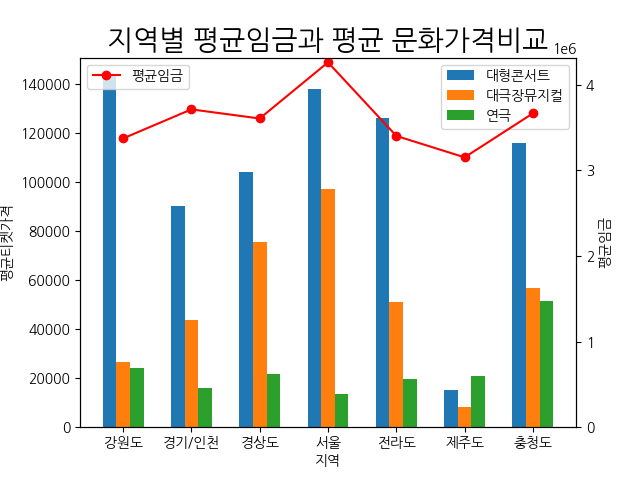 지역별 평균임금과 평균 문화가격비교
1e6
평균임금
대형콘서트
대극장뮤지컬
연극
140000
120000
100000
80000
60000
40000
20000
0
평균티켓가격
4
3
2
1
0
평균임금
강원도 경기/인천 경상도 서울 전라도 제주도 충청도
지역